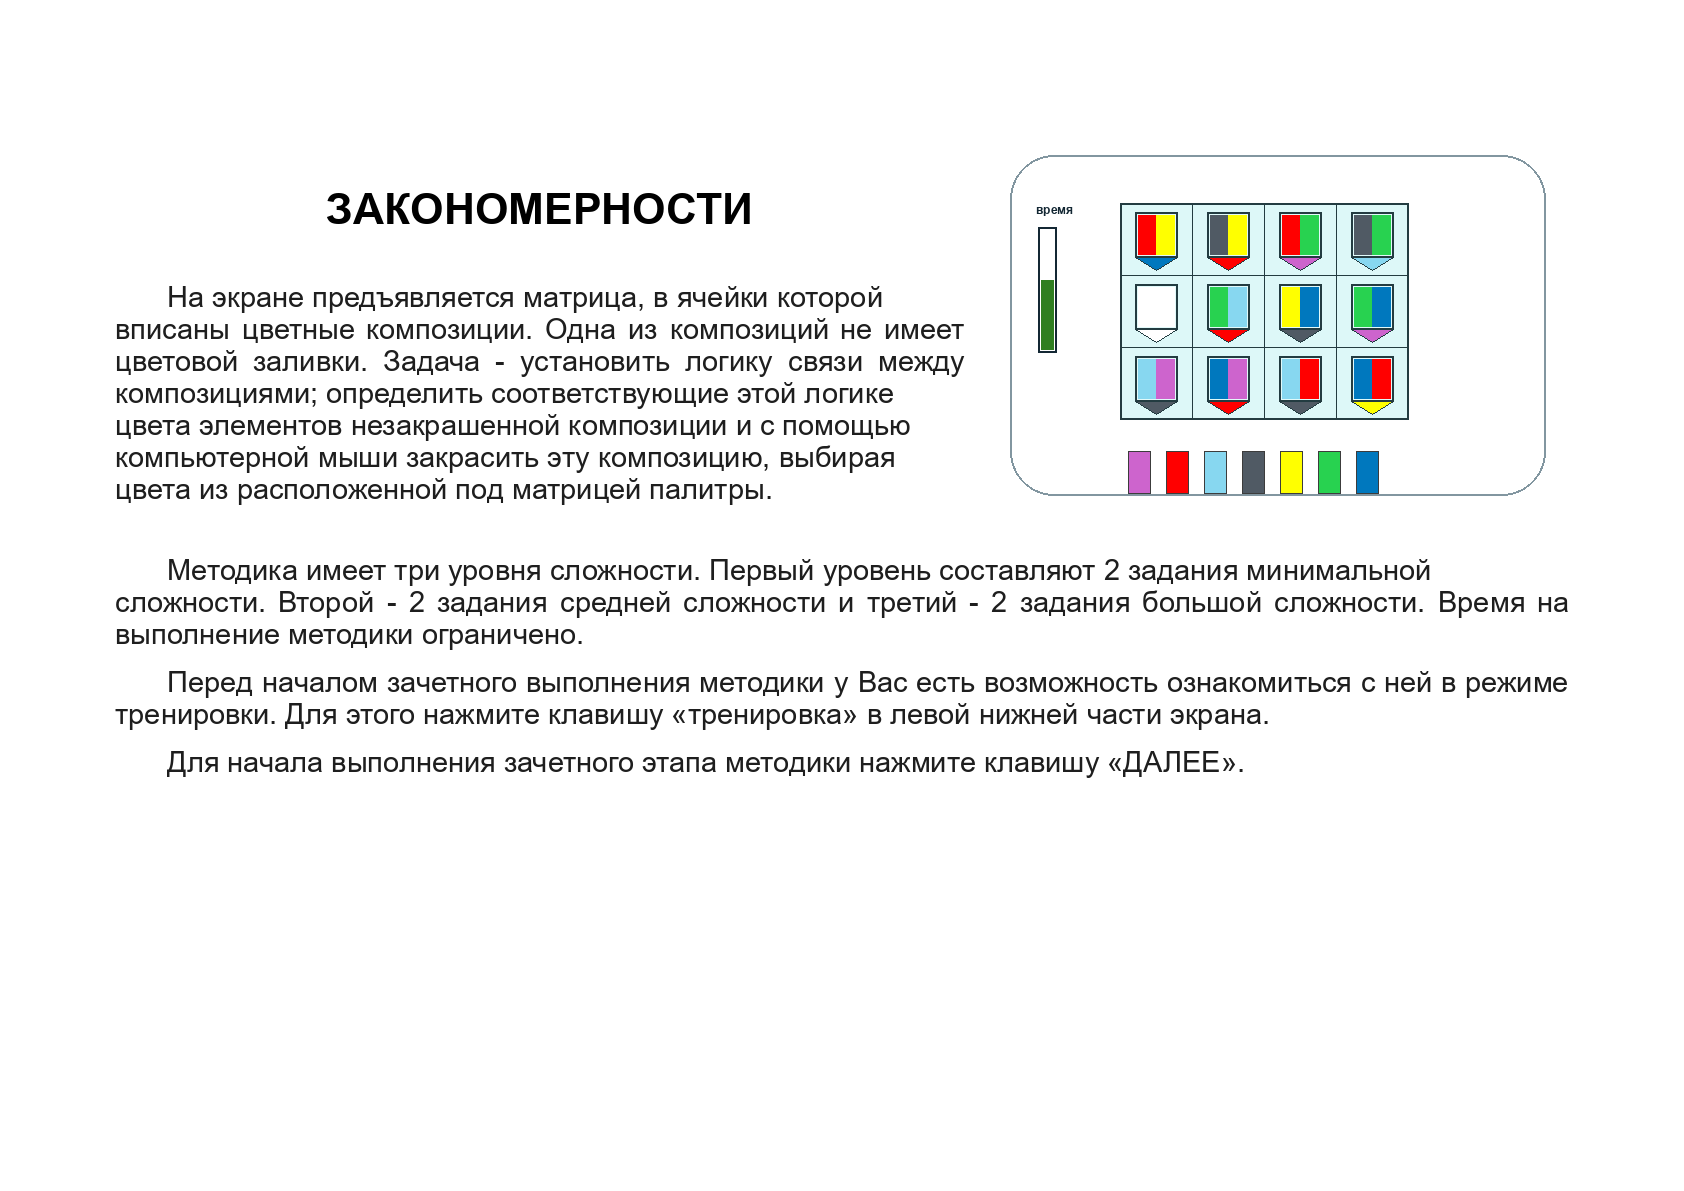 ЗАКОНОМЕРНОСТИ
время
На экране предъявляется матрица, в ячейки которой
вписаны цветные композиции. Одна из композиций не имеет
цветовой заливки. Задача - установить логику связи между
композициями; определить соответствующие этой логике
цвета элементов незакрашенной композиции и с помощью
компьютерной мыши закрасить эту композицию, выбирая
цвета из расположенной под матрицей палитры.
Методика имеет три уровня сложности. Первый уровень составляют 2 задания минимальной
сложности. Второй - 2 задания средней сложности и третий - 2 задания большой сложности. Время на
выполнение методики ограничено.
Перед началом зачетного выполнения методики у Вас есть возможность ознакомиться с ней в режиме
тренировки. Для этого нажмите клавишу «тренировка» в левой нижней части экрана.
Для начала выполнения зачетного этапа методики нажмите клавишу «ДАЛЕЕ».